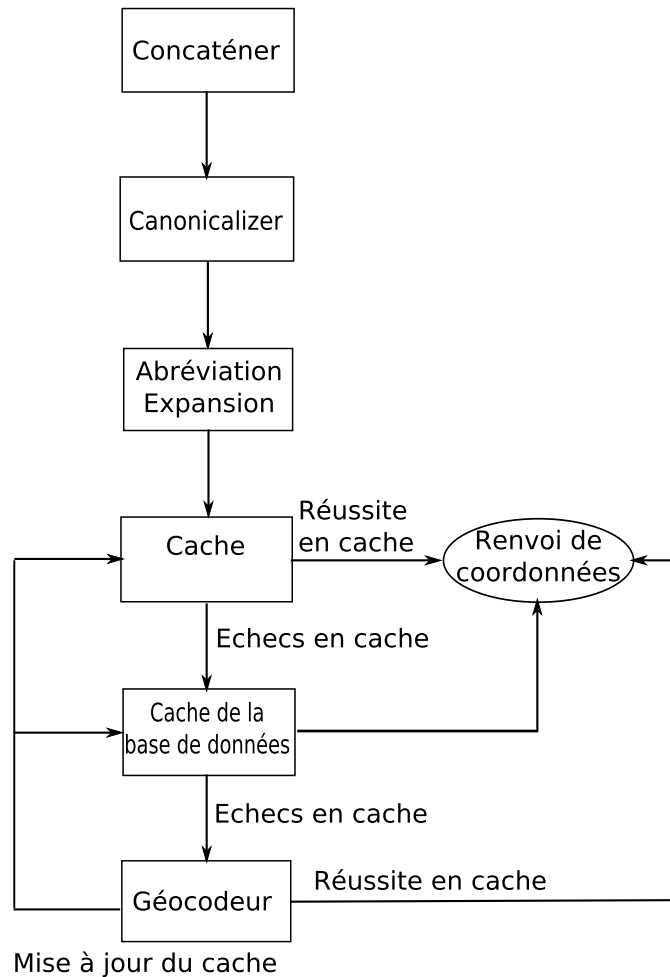 Concaténer
Canonicalizer
Abréviation
Expansion
Cache
Réussite
en cache
Renvoi de
coordonnées
Echecs en cache
Cache de la
base de données
Echecs en cache
Géocodeur
Réussite en cache
Mise à jour du cache